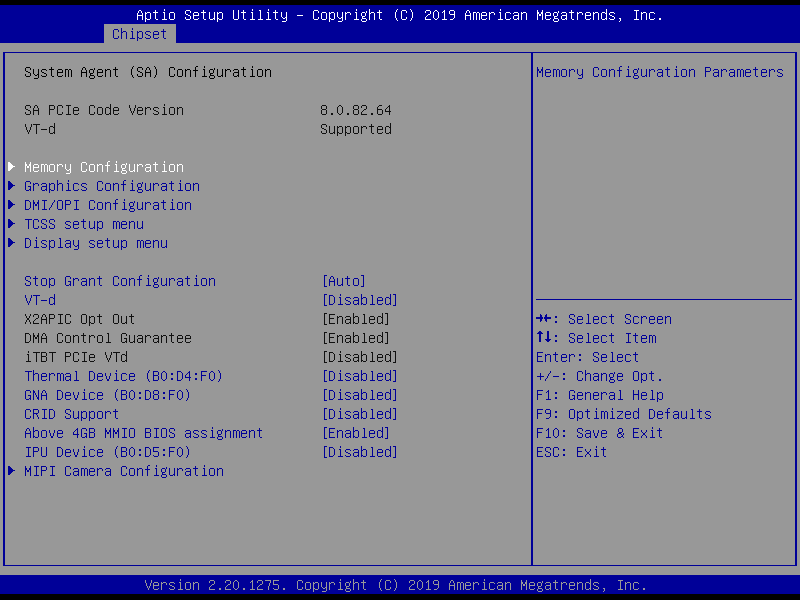 Aptio Setup Utility – Copyright (C) 2019 American Megatrends, Inc.
Chipset
System Agent (SA) Configuration
SA PCIe Code Version 8.0.82.64
VT-d Supported
Memory Configuration
Graphics Configuration
DMI/OPI Configuration
TCSS setup menu
Display setup menu
Stop Grant Configuration [Auto]
VT-d [Disabled]
X2APIC Opt Out [Enabled]
DMA Control Guarantee [Enabled]
iTBT PCIe VTd [Disabled]
Thermal Device (B0:D4:F0) [Disabled]
GNA Device (B0:D8:F0) [Disabled]
CRID Support [Disabled]
Above 4GB MMIO BIOS assignment [Enabled]
IPU Device (B0:D5:F0) [Disabled]
MIPI Camera Configuration
Memory Configuration Parameters
→←: Select Screen
↑↓: Select Item
Enter: Select
+/-: Change Opt.
F1: General Help
F9: Optimized Defaults
F10: Save & Exit
ESC: Exit
Version 2.20.1275. Copyright (C) 2019 American Megatrends, Inc.